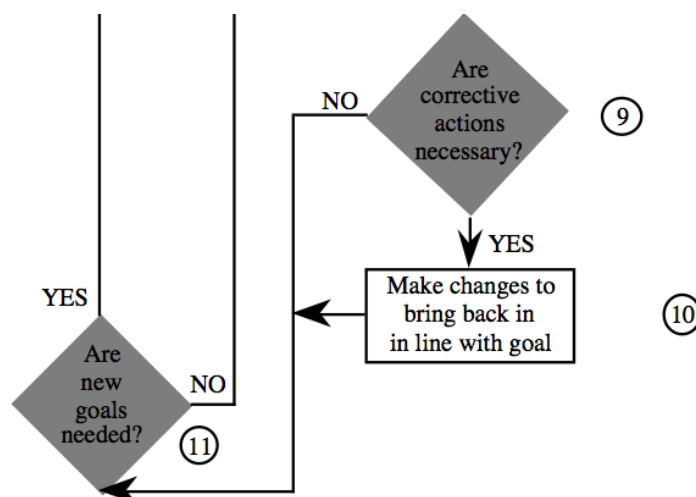 Are
corrective
actions
necessary?
NO
9
YES
Make changes to
bring back in
in line with goal
10
YES
Are
new
goals
needed?
NO
11